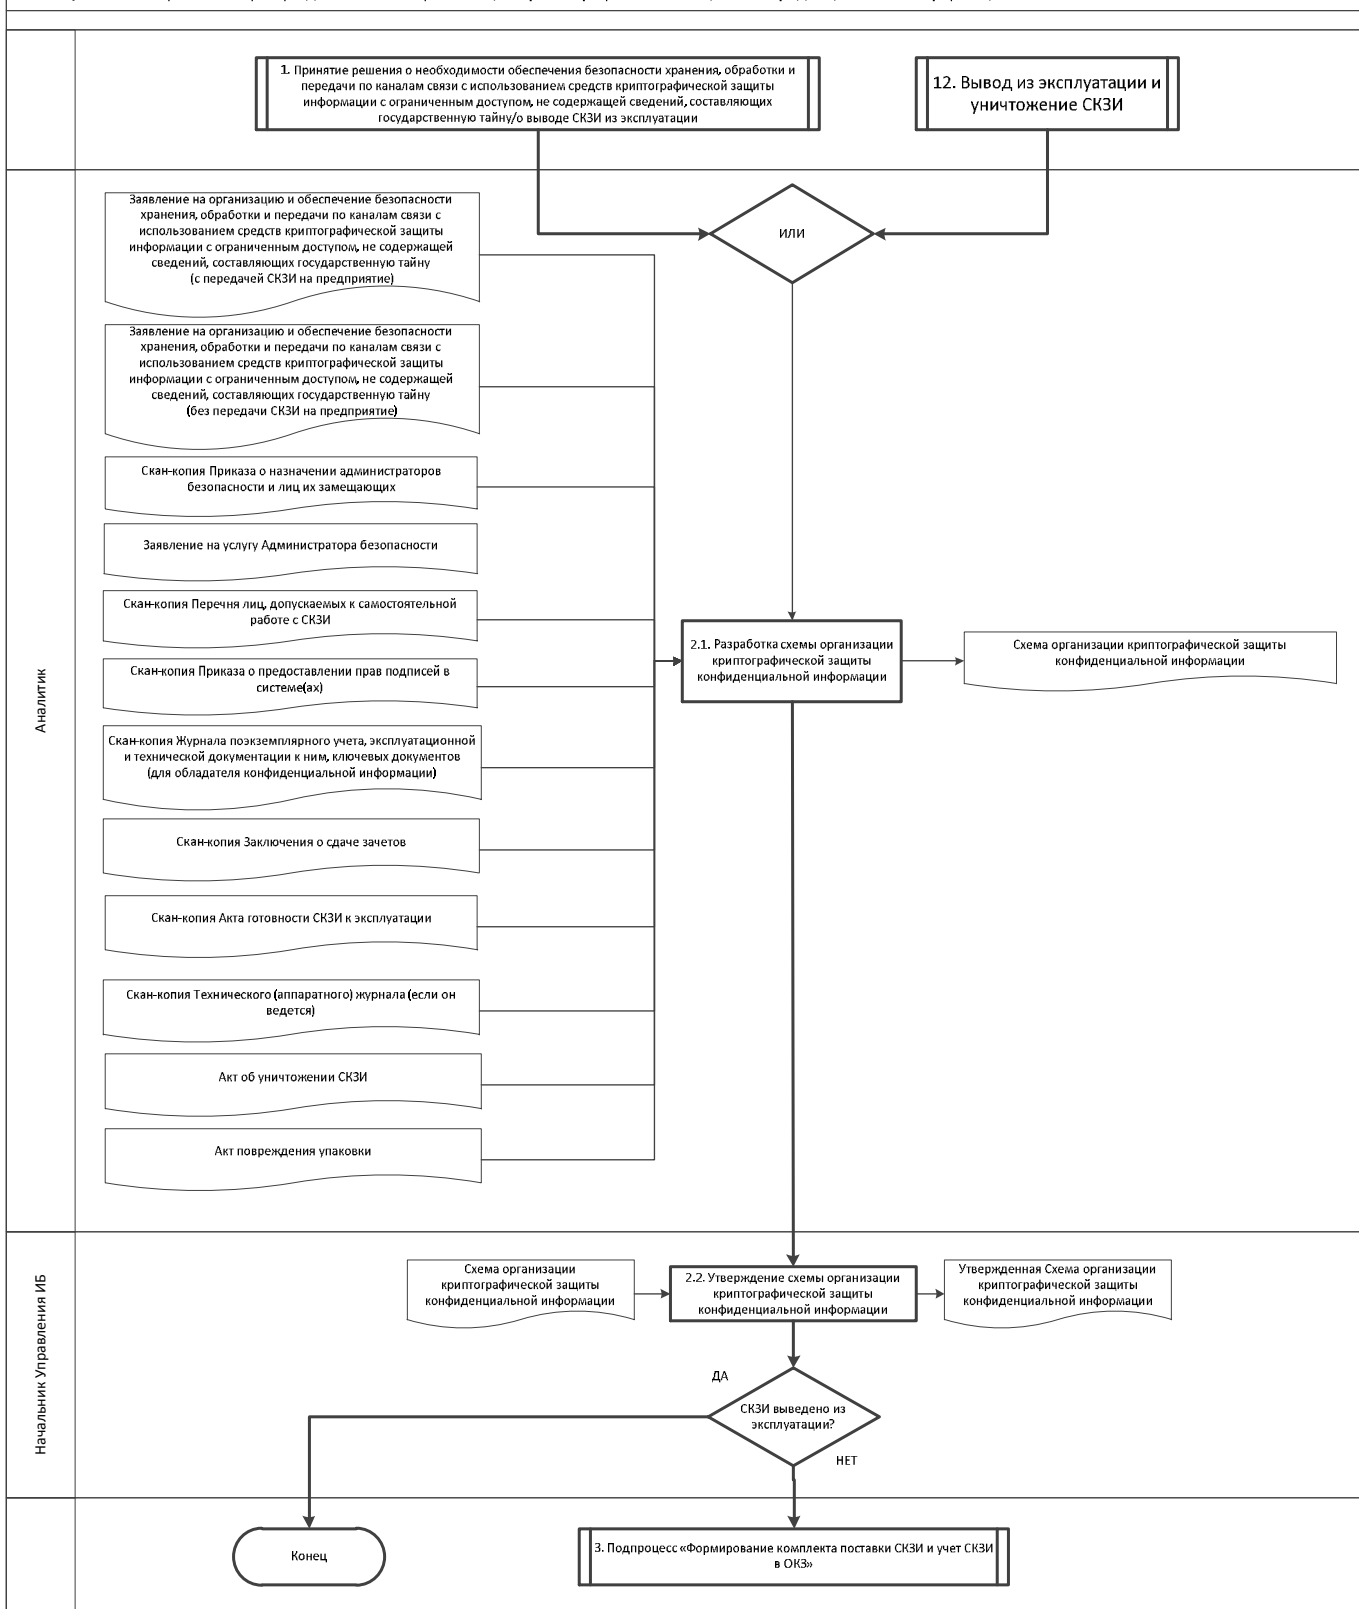 1. Принятие решения о необходимости обеспечения безопасности хранения, обработки и
передачи по каналам связи с использованием средств криптографической защиты
информации с ограниченным доступом, не содержащей сведений, составляющих
государственную тайну/о выводе СКЗИ из эксплуатации
12. Вывод из эксплуатации и
уничтожение СКЗИ
Аналитик
Заявление на организацию и обеспечение безопасности
хранения, обработки и передачи по каналам связи с
использованием средств криптографической защиты
информации с ограниченным доступом, не содержащей
сведений, составляющих государственную тайну
(с передачей СКЗИ на предприятие)
ИЛИ
Заявление на организацию и обеспечение безопасности
хранения, обработки и передачи по каналам связи с
использованием средств криптографической защиты
информации с ограниченным доступом, не содержащей
сведений, составляющих государственную тайну
(без передачи СКЗИ на предприятие)
Скан-копия Приказа о назначении администраторов
безопасности и лиц их замещающих
Заявление на услугу Администратора безопасности
Скан-копия Перечня лиц, допускаемых к самостоятельной
работе с СКЗИ
Скан-копия Приказа о предоставлении прав подписей в
системе(ах)
Скан-копия Журнала поэкземплярного учета, эксплуатационной
и технической документации к ним, ключевых документов
(для обладателя конфиденциальной информации)
Скан-копия Заключения о сдаче зачетов
Скан-копия Акта готовности СКЗИ к эксплуатации
Скан-копия Технического (аппаратного) журнала (если он
ведется)
Акт об уничтожении СКЗИ
Акт повреждения упаковки
2.1. Разработка схемы организации
криптографической защиты
конфиденциальной информации
Схема организации криптографической защиты
конфиденциальной информации
Начальник Управления ИБ
Схема организации
криптографической защиты
конфиденциальной информации
2.2. Утверждение схемы организации
криптографической защиты
конфиденциальной информации
Утвержденная Схема организации
криптографической защиты
конфиденциальной информации
ДА
СКЗИ выведено из
эксплуатации?
НЕТ
Конец
3. Подпроцесс «Формирование комплекта поставки СКЗИ и учет СКЗИ
в ОКЗ»